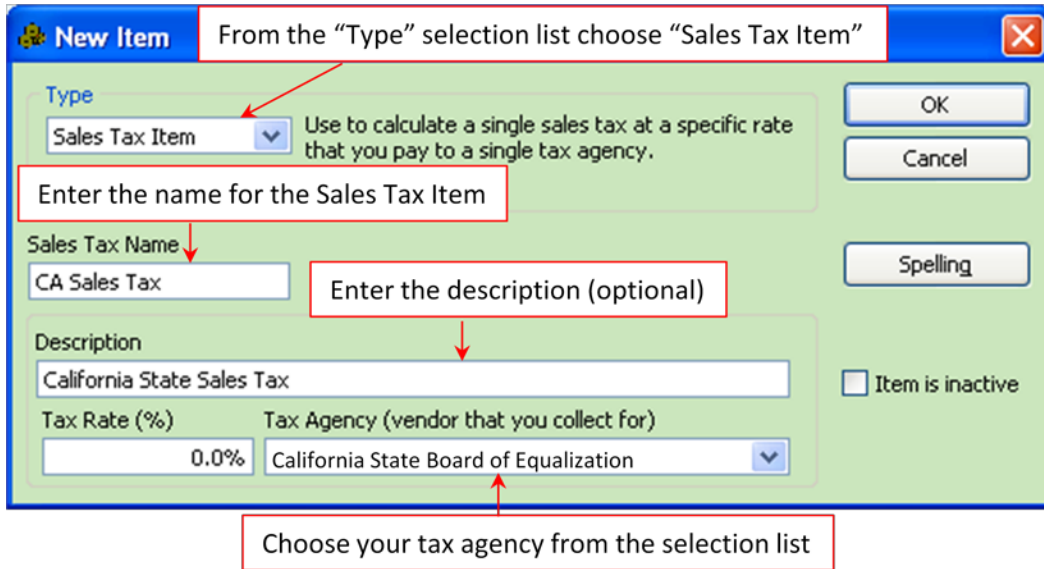 New Item
From the “Type” selection list choose “Sales Tax Item”
Type
Sales Tax Item
Use to calculate a single sales tax at a specific rate
that you pay to a single tax agency.
OK
Cancel
Enter the name for the Sales Tax Item
Sales Tax Name
CA Sales Tax
Spelling
Enter the description (optional)
Description
California State Sales Tax
Item is inactive
Tax Rate (%)
Tax Agency (vendor that you collect for)
0.0%
California State Board of Equalization
Choose your tax agency from the selection list